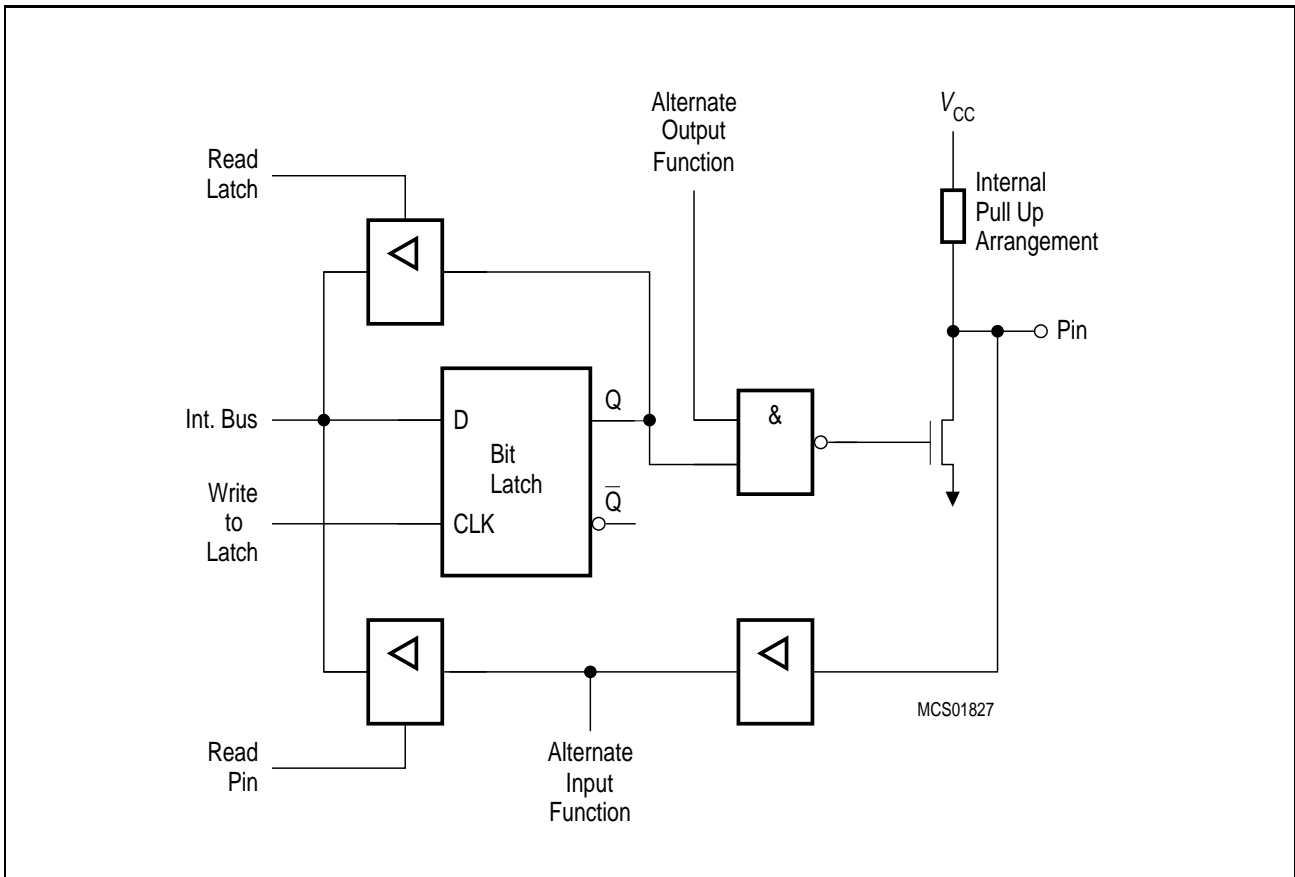 Alternate
Output
Function
V CC
Read
Latch
Internal
Pull Up
Arrangement
Pin
Int. Bus
D
Q
&
Bit
Latch
Write
to
Latch
CLK
Q̅
MCS01827
Read
Pin
Alternate
Input
Function